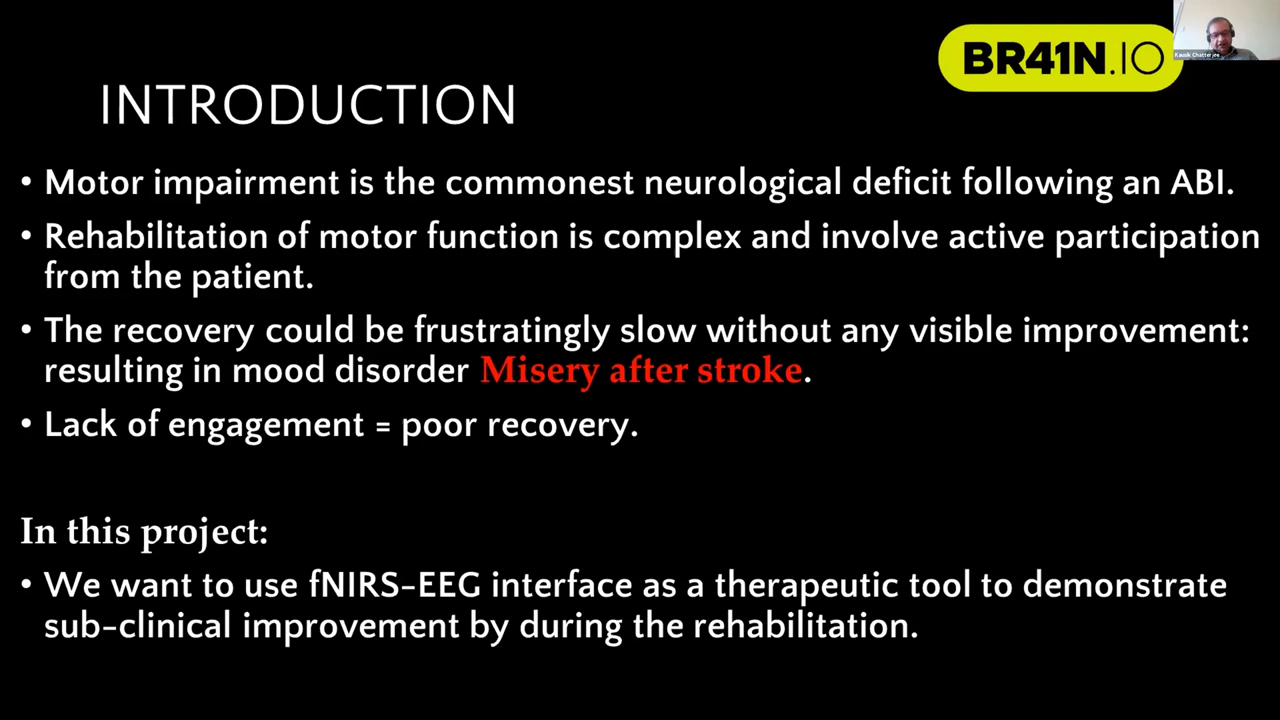 BR41N.IO
Kausik Chatterjee
INTRODUCTION
• Motor impairment is the commonest neurological deficit following an ABI.
• Rehabilitation of motor function is complex and involve active participation
from the patient.
• The recovery could be frustratingly slow without any visible improvement:
resulting in mood disorder Misery after stroke.
• Lack of engagement = poor recovery.
In this project:
• We want to use fNIRS-EEG interface as a therapeutic tool to demonstrate
sub-clinical improvement by during the rehabilitation.